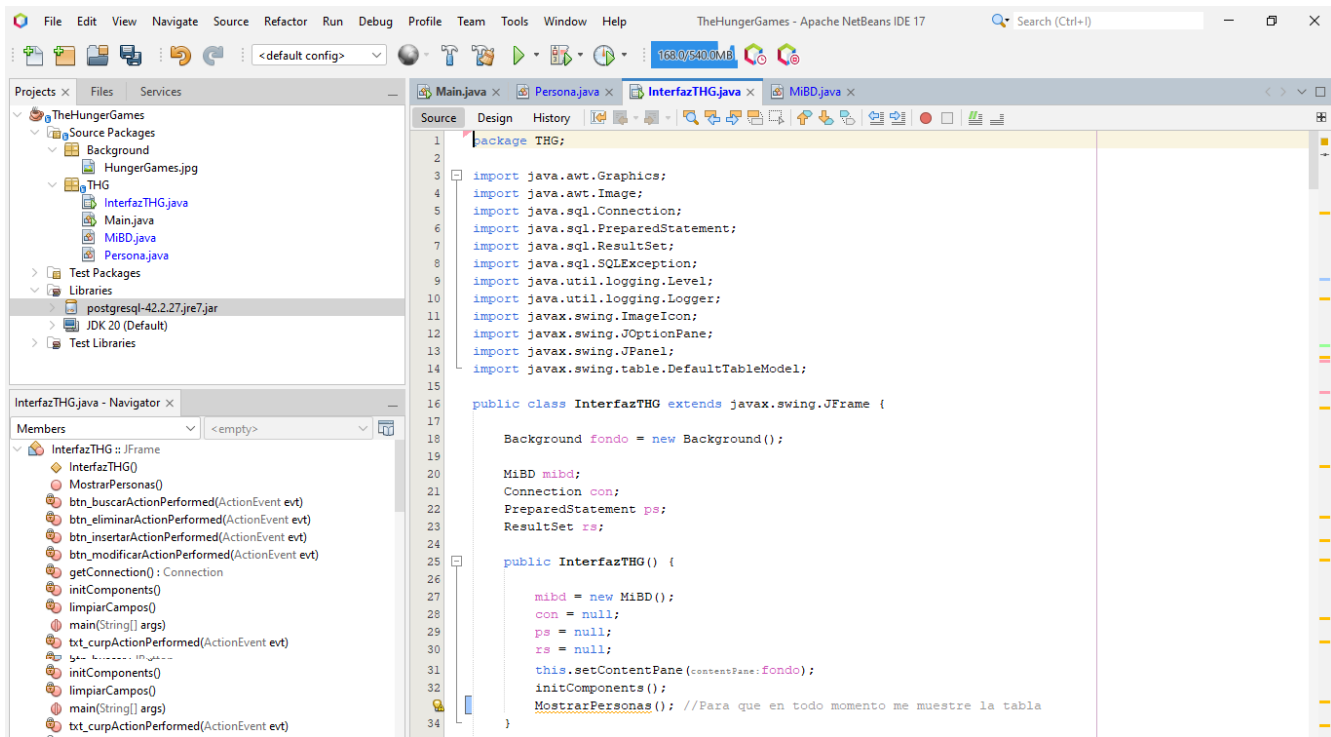 File Edit View Navigate Source Refactor Run Debug Profile Team Tools Window Help TheHungerGames - Apache NetBeans IDE 17 Search (Ctrl+I)
<default config> 168.0/540.0MB
Projects Files Services
TheHungerGames
Source Packages
Background
HungerGames.jpg
THG
InterfazTHG.java
Main.java
MiBD.java
Persona.java
Test Packages
Libraries
postgresql-42.2.27.jre7.jar
JDK 20 (Default)
Test Libraries
InterfazTHG.java - Navigator
Members <empty>
InterfazTHG :: JFrame
InterfazTHG()
MostrarPersonas()
btn_buscarActionPerformed(ActionEvent evt)
btn_eliminarActionPerformed(ActionEvent evt)
btn_insertarActionPerformed(ActionEvent evt)
btn_modificarActionPerformed(ActionEvent evt)
getConnection() : Connection
initComponents()
limpiarCampos()
main(String[] args)
txt_curpActionPerformed(ActionEvent evt)
initComponents()
limpiarCampos()
main(String[] args)
txt_curpActionPerformed(ActionEvent evt)
Main.java Persona.java InterfazTHG.java MiBD.java
Source Design History
1 package THG;
2
3 import java.awt.Graphics;
4 import java.awt.Image;
5 import java.sql.Connection;
6 import java.sql.PreparedStatement;
7 import java.sql.ResultSet;
8 import java.sql.SQLException;
9 import java.util.logging.Level;
10 import java.util.logging.Logger;
11 import javax.swing.ImageIcon;
12 import javax.swing.JOptionPane;
13 import javax.swing.JPanel;
14 import javax.swing.table.DefaultTableModel;
15
16 public class InterfazTHG extends javax.swing.JFrame {
17
18 Background fondo = new Background();
19
20 MiBD mibd;
21 Connection con;
22 PreparedStatement ps;
23 ResultSet rs;
24
25 public InterfazTHG() {
26
27 mibd = new MiBD();
28 con = null;
29 ps = null;
30 rs = null;
31 this.setContentPane(contentPane:fondo);
32 initComponents();
MostrarPersonas(); //Para que en todo momento me muestre la tabla
34 }